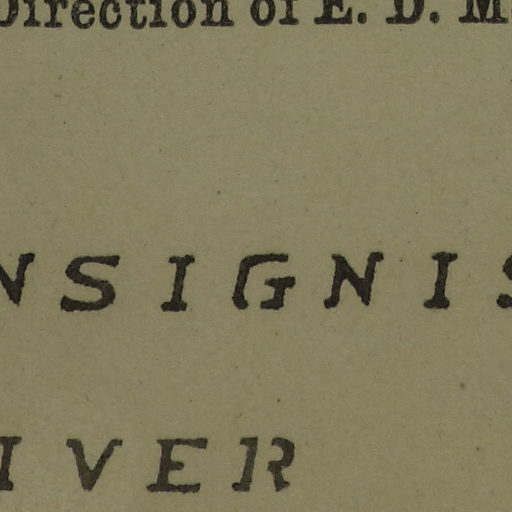 Direction of E. D. M
NSIGNIS
IVER